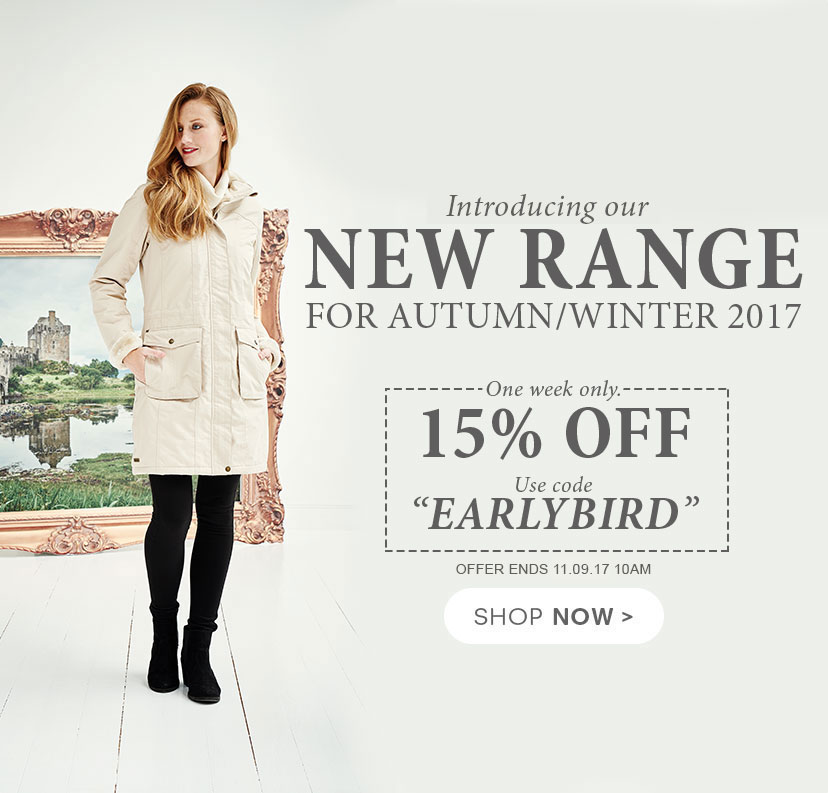 Introducing our
NEW RANGE
FOR AUTUMN/WINTER 2017
One week only.
15% OFF
Use code
“EARLYBIRD”
OFFER ENDS 11.09.17 10AM
SHOP NOW >